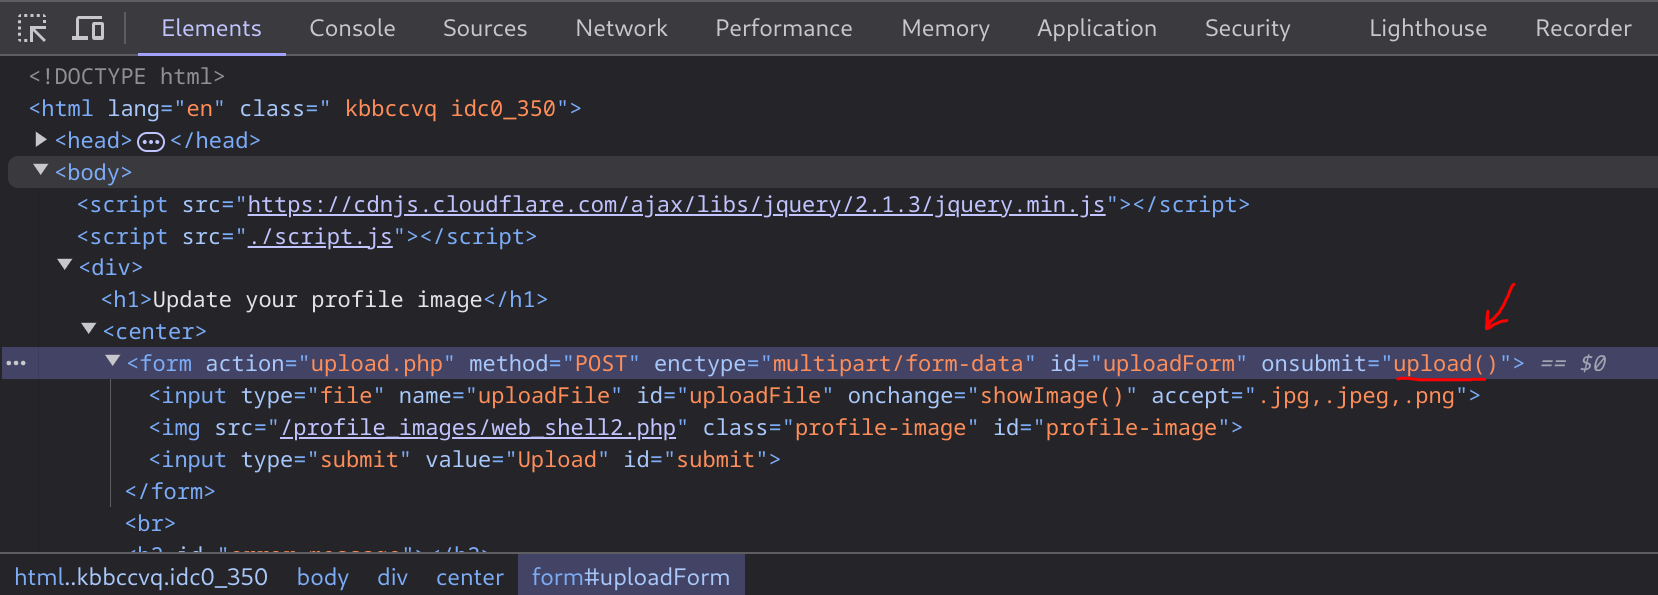 Elements Console Sources Network Performance Memory Application Security Lighthouse Recorder
<!DOCTYPE html>
<html lang="en" class=" kbbccvq idc0_350">
<head>…</head>
<body>
<script src="https://cdnjs.cloudflare.com/ajax/libs/jquery/2.1.3/jquery.min.js"></script>
<script src="./script.js"></script>
<div>
<h1>Update your profile image</h1>
<center>
… <form action="upload.php" method="POST" enctype="multipart/form-data" id="uploadForm" onsubmit="upload()"> == $0
<input type="file" name="uploadFile" id="uploadFile" onchange="showImage()" accept=".jpg,.jpeg,.png">
<img src="/profile_images/web_shell2.php" class="profile-image" id="profile-image">
<input type="submit" value="Upload" id="submit">
</form>
<br>
html..kbbccvq.idc0_350 body div center form#uploadForm